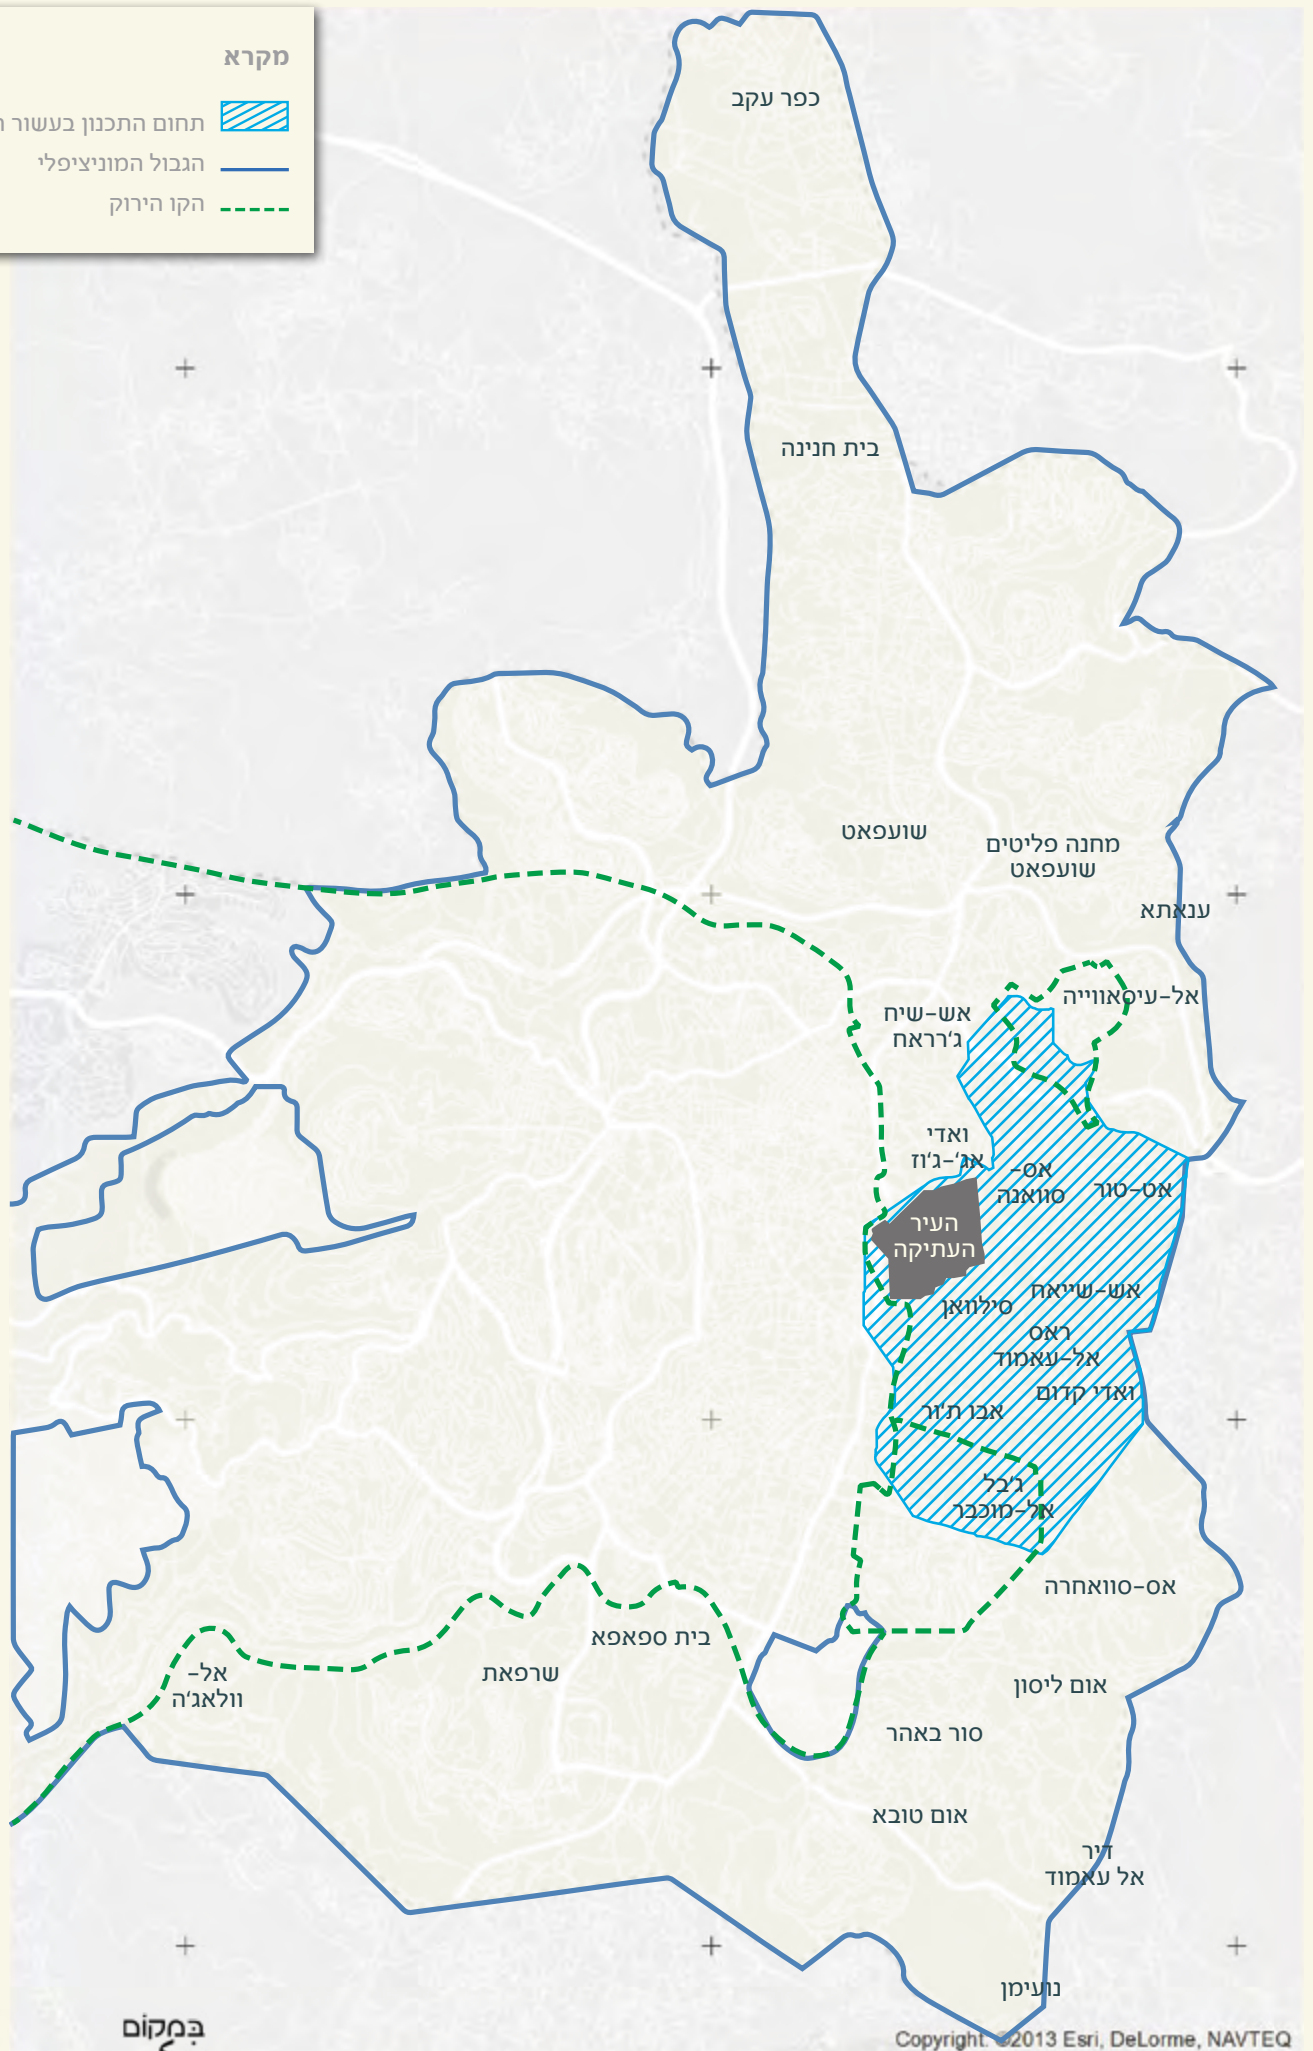 מקרא
תחום התכנון בעשור
הגבול המוניציפלי
הקו הירוק
כפר עקב
בית חנינה
שועפאט
מחנה פליטים
שועפאט
ענאתא
אל-עיסאווייה
אש-שיח
ג'רראח
ואדי
אג'-ג'וז
אס-
סוואנה
אט-טור
העיר
העתיקה
סילוואן
אש-שייאח
ראס
אל-עאמוד
ואדי קדום
אבו ת'ור
ג'בל
אל-מוכבר
אס-סוואחרה
בית ספאפא
שרפאת
אל-
וולאג'ה
אום ליסון
סור באהר
אום טובא
דיר
אל עאמוד
נועימן
בִּמְקוֹם
Copyright: ©2013 Esri, DeLorme, NAVTEQ